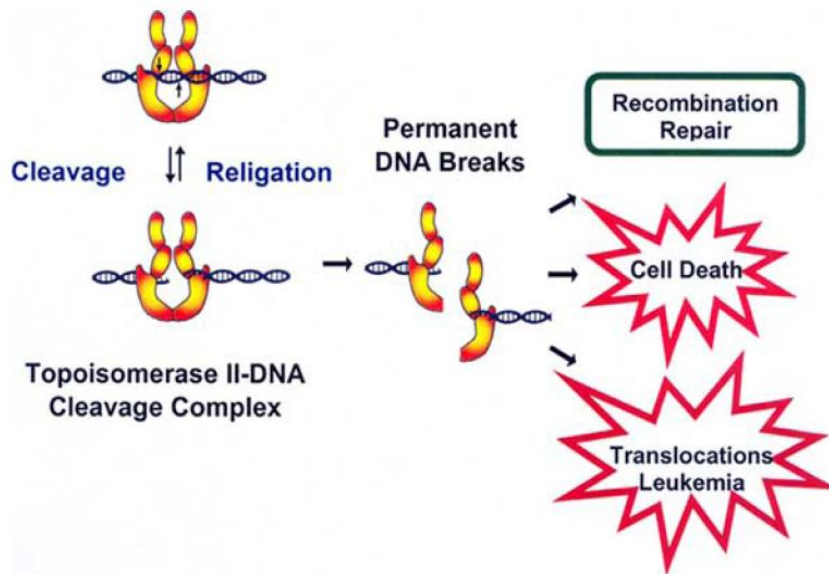 Cleavage
Religation
Topoisomerase II-DNA
Cleavage Complex
Permanent
DNA Breaks
Recombination
Repair
Cell Death
Translocations
Leukemia